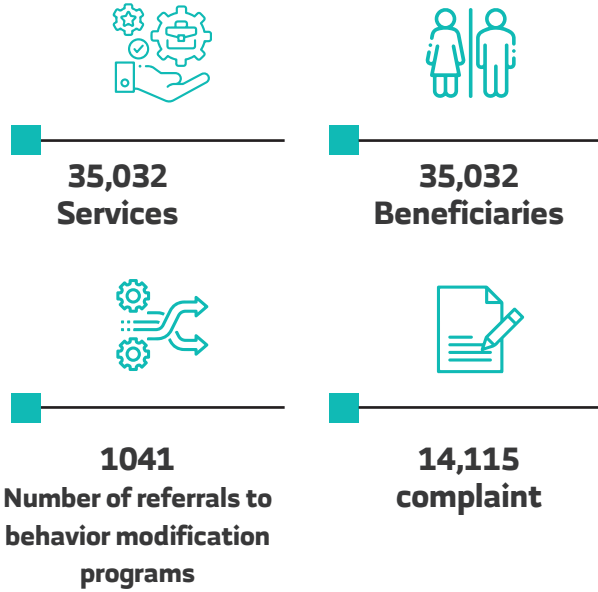 35,032
Services
35,032
Beneficiaries
1041
Number of referrals to
behavior modification
programs
14,115
complaint